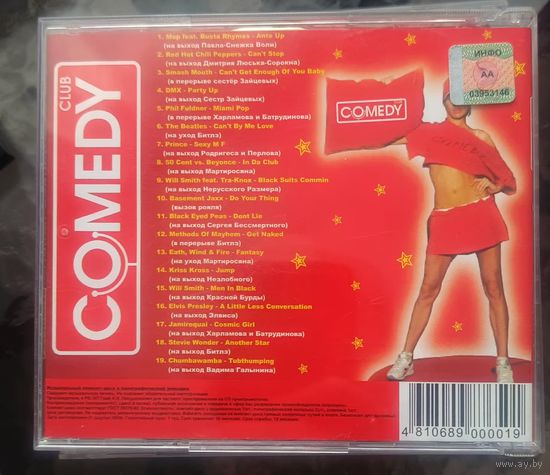 COMEDY CLUB
1. Mop feat. Busta Rhymes - Ante Up
(на выход Павла-Снежка Воли)
2. Red Hot Chili Peppers - Can't Stop
(на выход Дмитрия Люсьек-Сорокна)
3. Smash Mouth - Can't Get Enough Of You Baby
(в перерыве сестёр Зайцевых)
4. DMX - Party Up
(на выход Сестр Зайцевых)
5. Phil Fuldner - Miami Pop
(в перерыве Харламова и Батрудинова)
6. The Beatles - Can't By Me Love
(на уход Битлз)
7. Prince - Sexy M F
(на выход Родригеса и Перлова)
8. 50 Cent vs. Beyonce - In Da Club
(на выход Мартиросяна)
9. Will Smith feat. Tra-Knox - Black Suits Commin
(на выход Нерусского Размера)
10. Basement Jaxx - Do Your Thing
(вызов рояля)
11. Black Eyed Peas - Dont Lie
(на выход Сергея Бессмертного)
12. Methods Of Mayhem - Get Naked
(в перерыве Битлз)
13. Eath, Wind & Fire - Fantasy
(на уход Мартиросяна)
14. Kriss Kross - Jump
(на выход Незлобного)
15. Will Smith - Men In Black
(на выход Красной Бурды)
16. Elvis Presley - A Little Less Conversation
(на выход Элвиса)
17. Jamirequai - Cosmic Girl
(на выход Харламова и Батрудинова)
18. Stevie Wonder - Another Star
(на выход Битлз)
19. Chumbawamba - Tubthumping
(на выход Вадима Галынина)
COMEDY
ИНФО
АА
03953146
4 810689 000019
www.ay.by